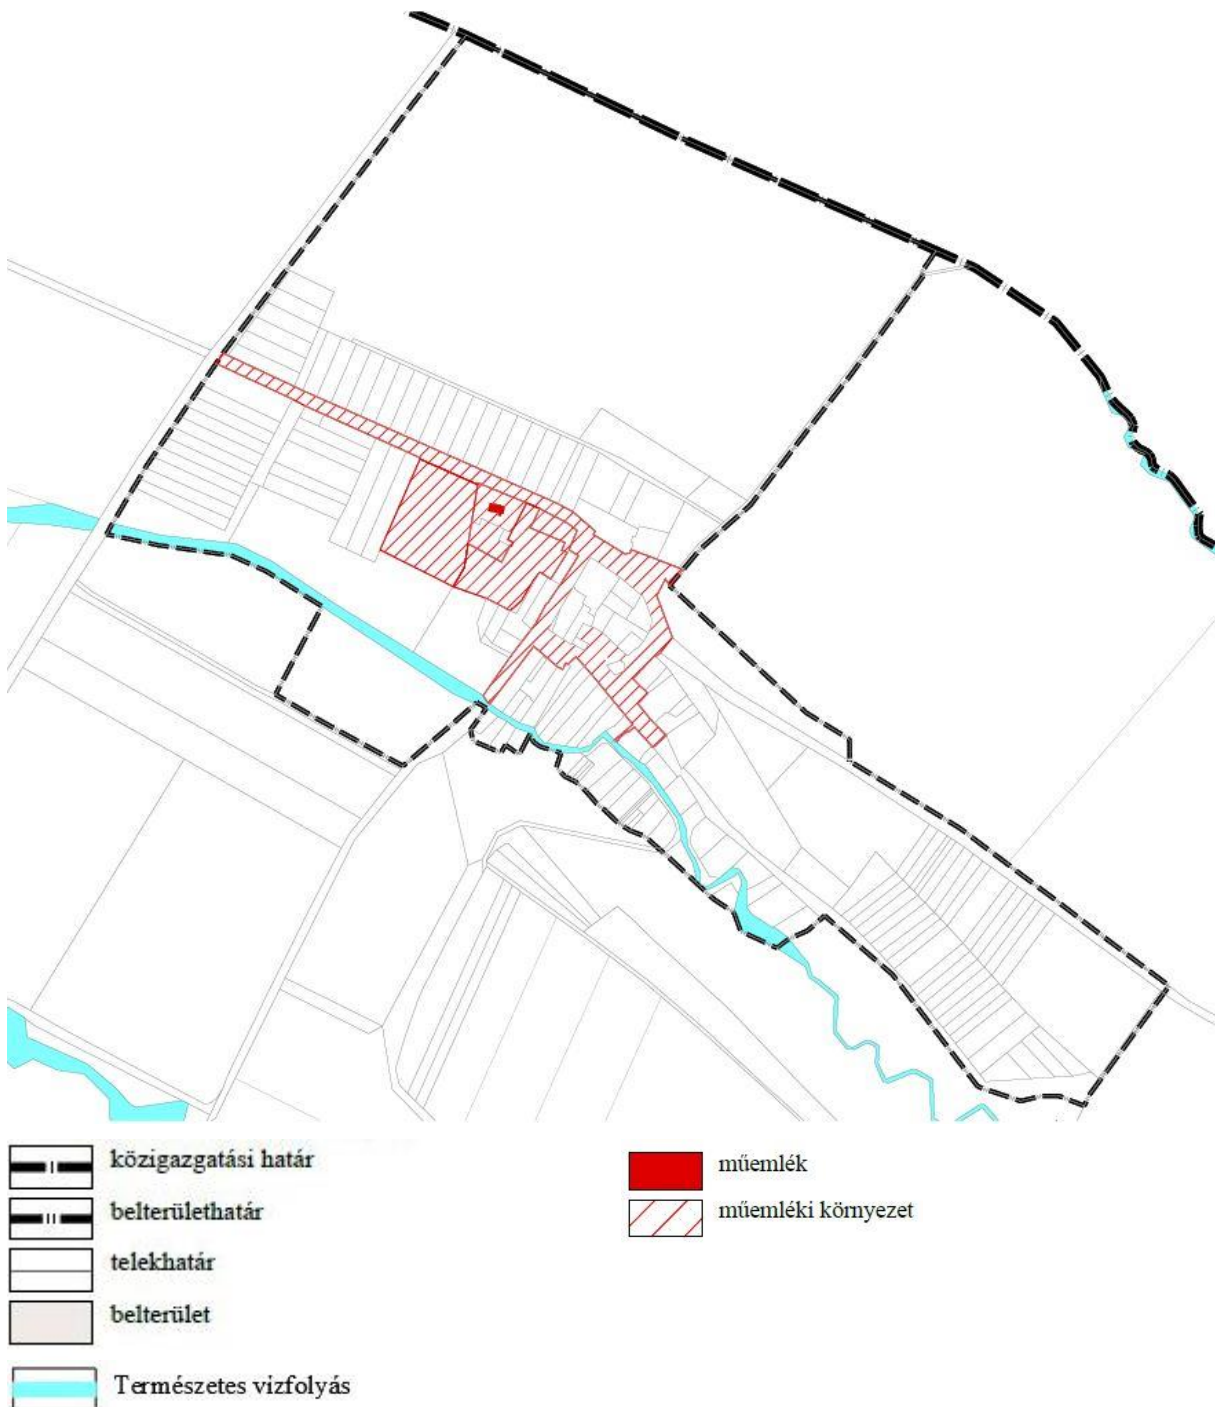 közigazgatási határ
belterülethatár
telekhatár
belterület
Természetes vízfolyás
műemlék
műemléki környezet